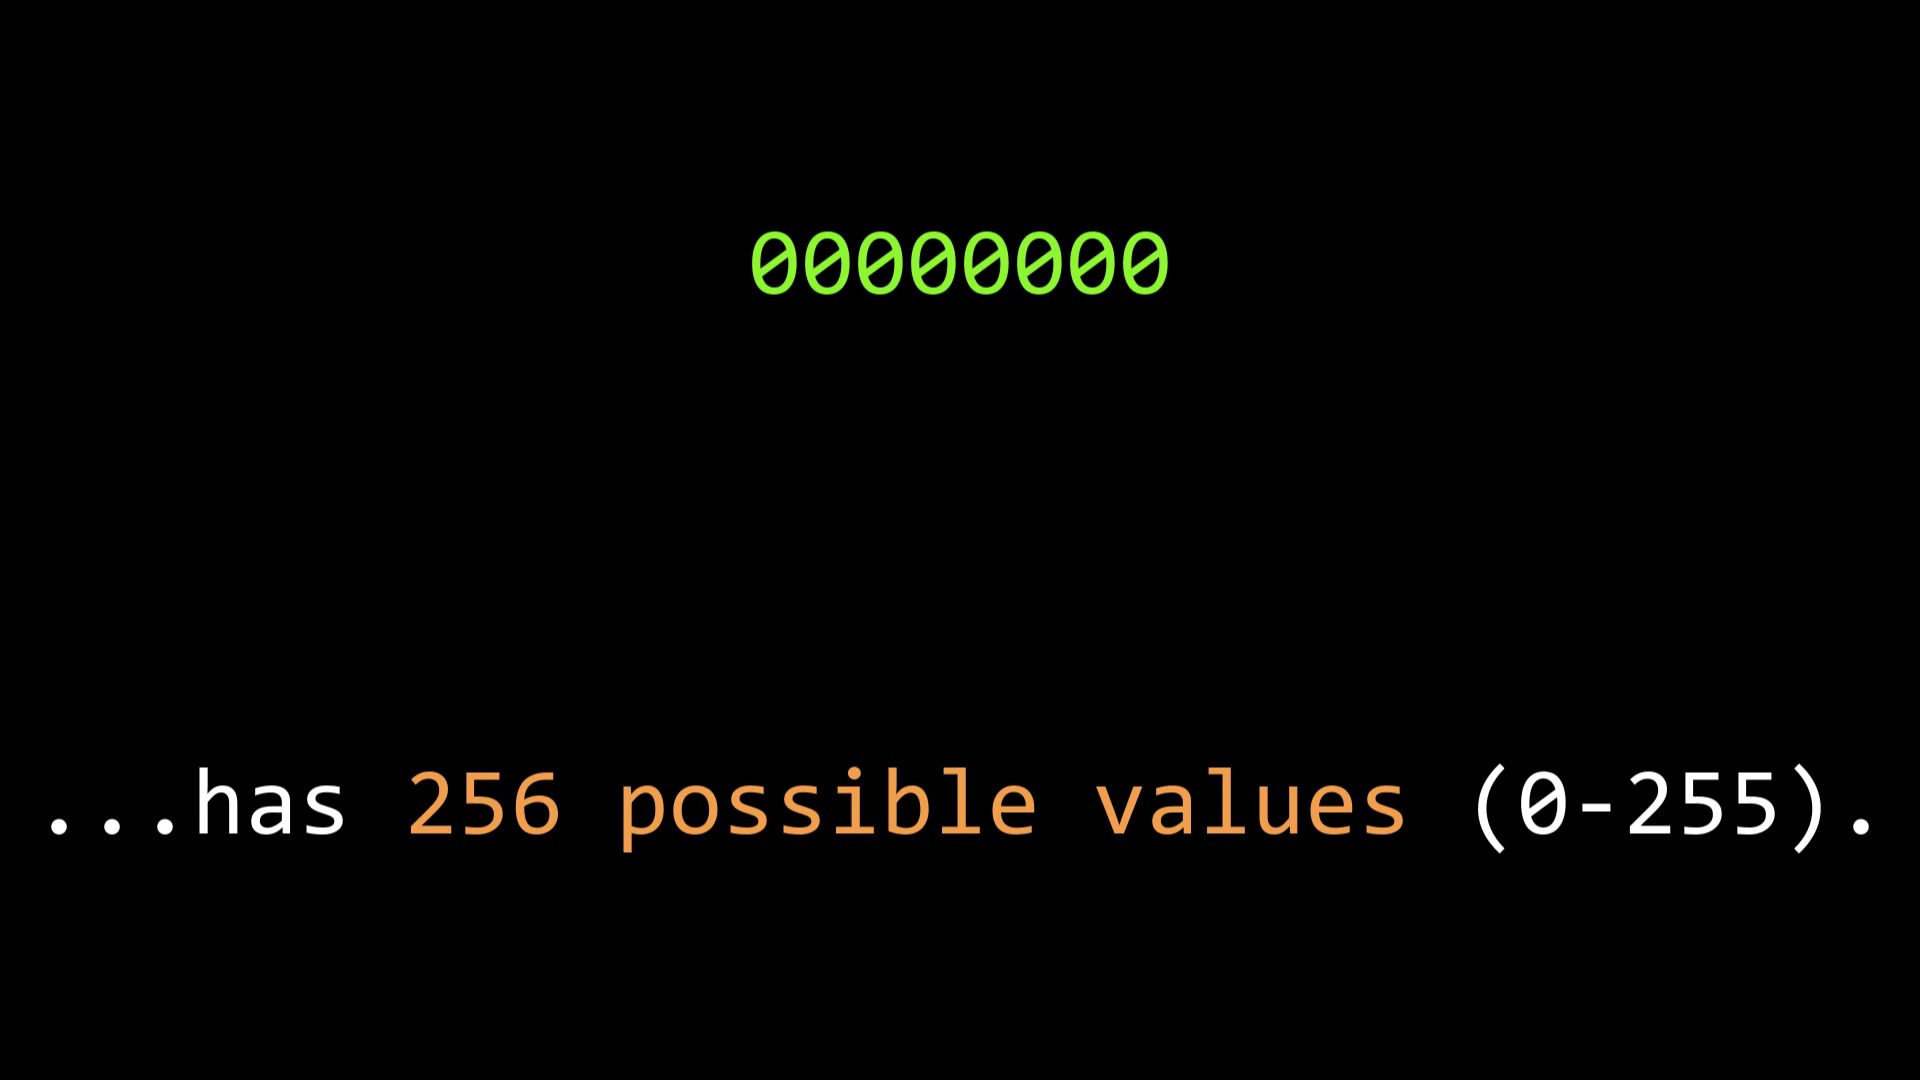 00000000
...has 256 possible values (0-255).